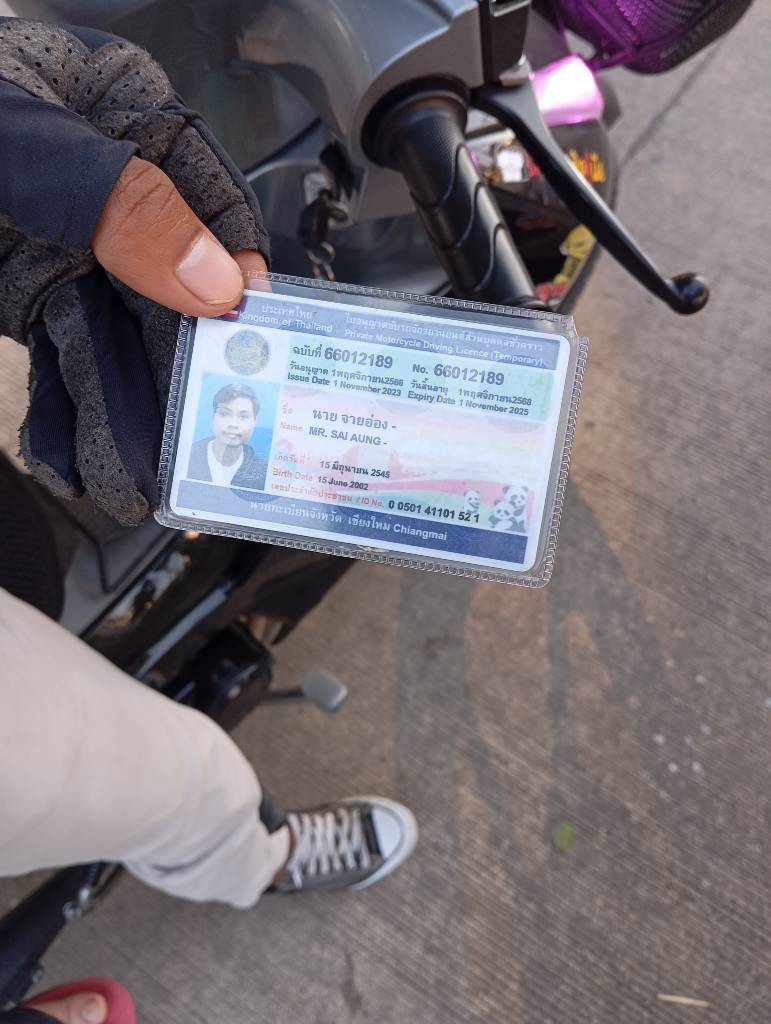 ประเทศไทย ใบอนุญาตขับรถจักรยานยนต์ส่วนบุคคลชั่วคราว
Kingdom of Thailand Private Motorcycle Driving Licence (Temporary)
ฉบับที่ 66012189 No. 66012189
วันอนุญาต 1 พฤศจิกายน 2566 วันสิ้นอายุ 1 พฤศจิกายน 2568
Issue Date 1 November 2023 Expiry Date 1 November 2025
ชื่อ นาย จายอ่อง -
Name MR. SAI AUNG -
เกิดวันที่ 15 มิถุนายน 2545
Birth Date 15 June 2002
เลขประจำตัวประชาชน / ID No. 0 0501 41101 52 1
นายทะเบียนจังหวัด เชียงใหม่ Chiangmai